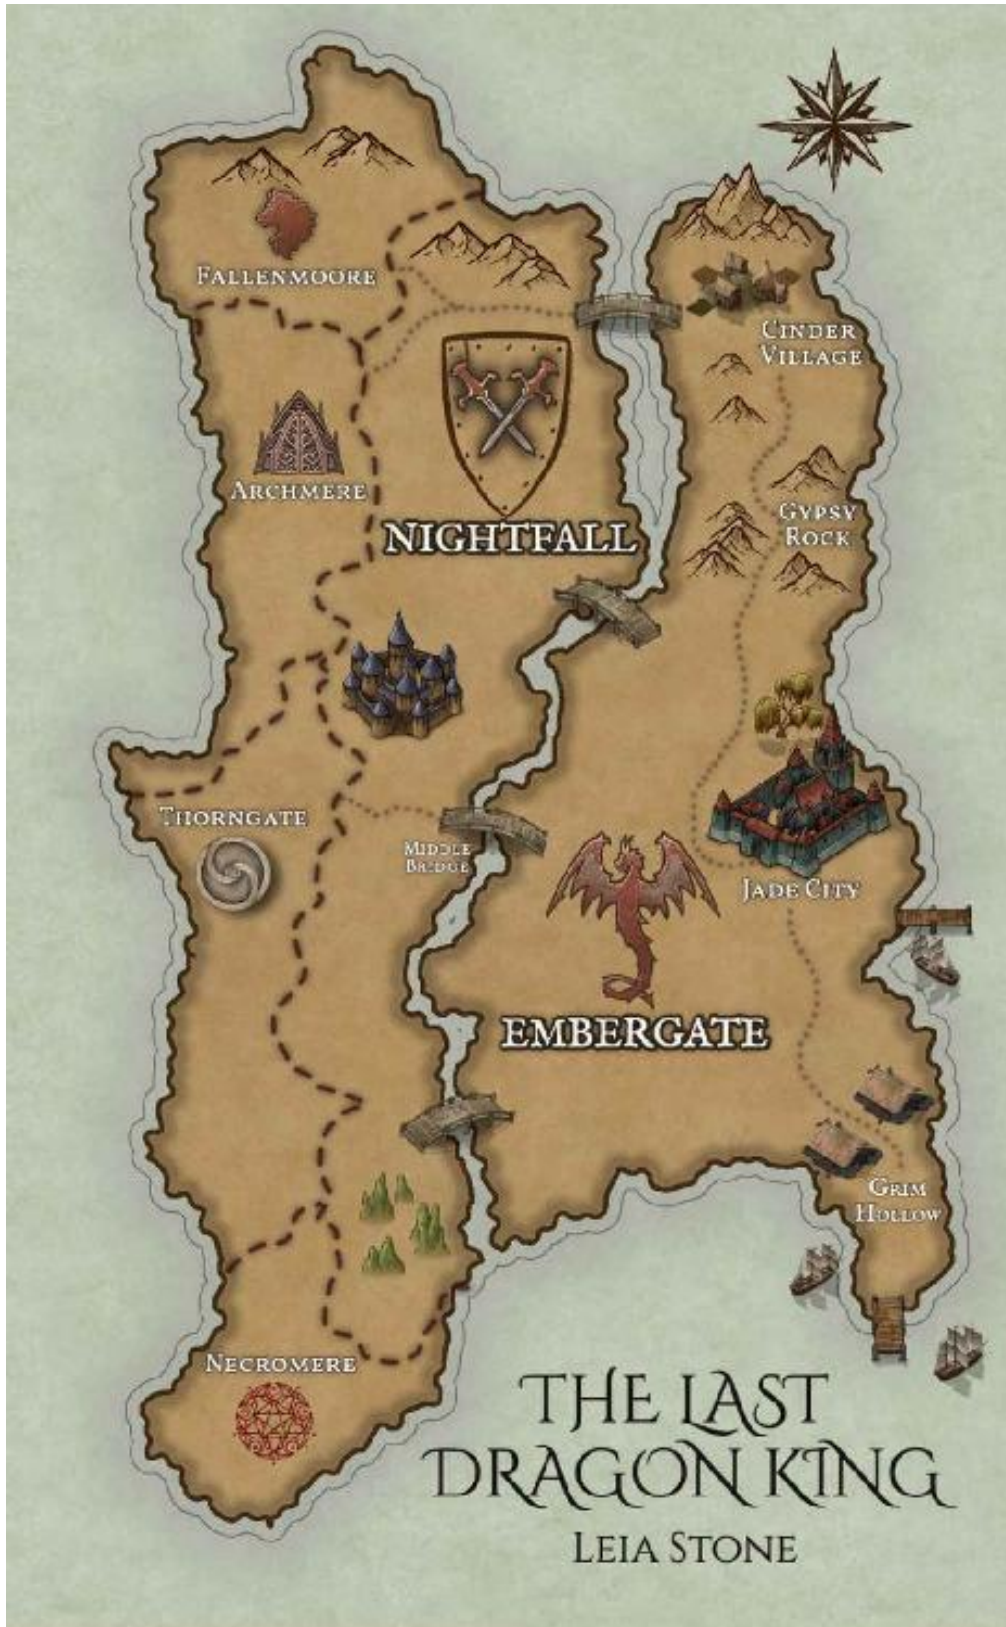 Fallenmoore
Cinder
Village
Archmere
Gypsy
Rock
NIGHTFALL
Thorngate
Middle
Bridge
Jade City
EMBERGATE
Grim
Hollow
Necromere
THE LAST
DRAGON KING
Leia Stone